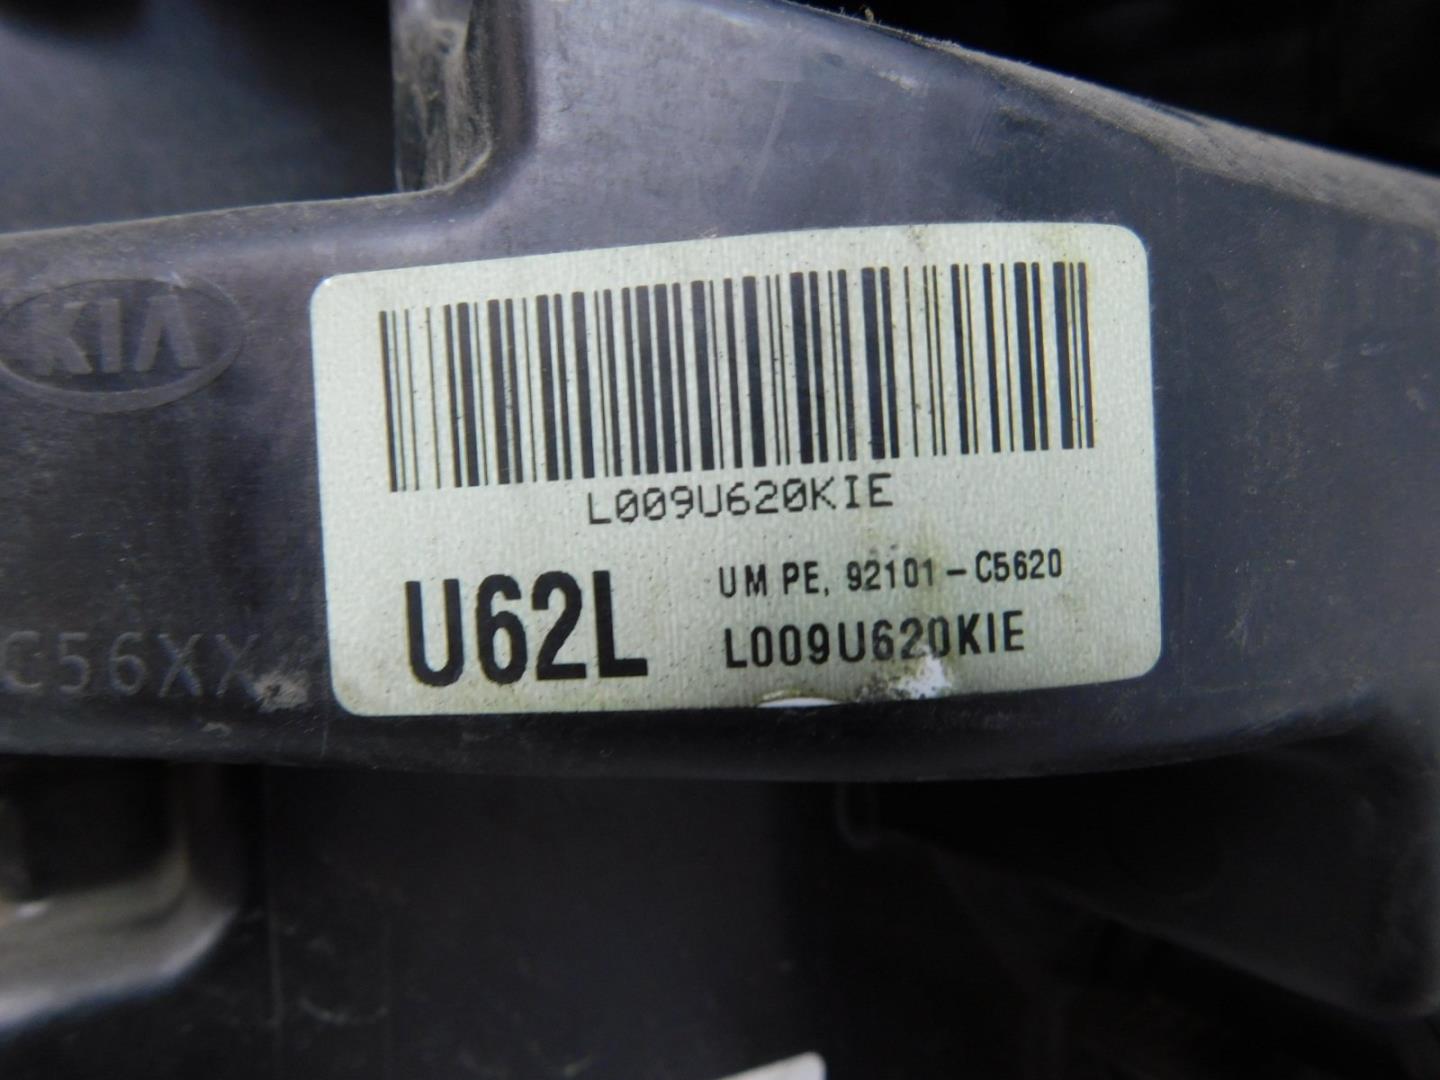 KIA
L009U620KIE
U62L
UM PE, 92101-C5620
L009U620KIE
C56XX